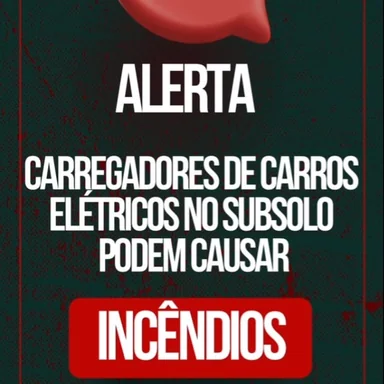 ALERTA
CARREGADORES DE CARROS
ELÉTRICOS NO SUBSOLO
PODEM CAUSAR
INCÊNDIOS